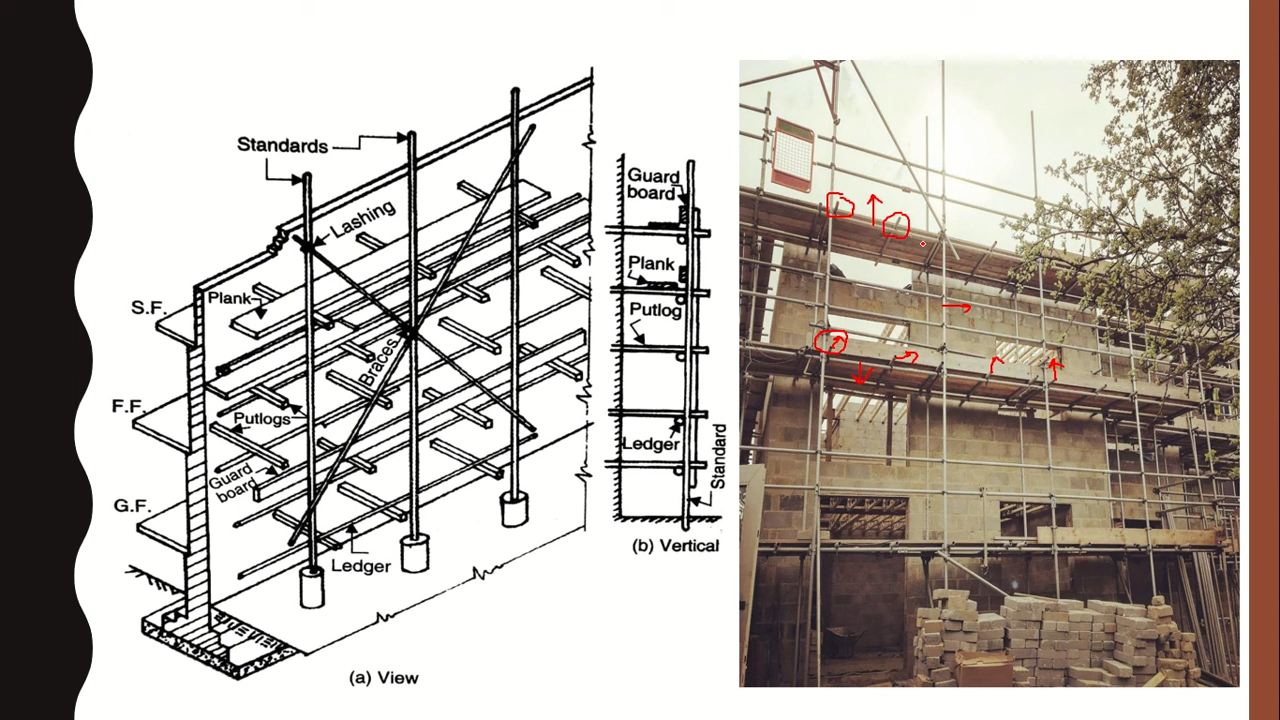 Standards
Lashing
S.F.
Plank
Braces
F.F.
Putlogs
Guard
board
G.F.
Ledger
(a) View
Guard
board
Plank
Putlog
Ledger
Standard
(b) Vertical